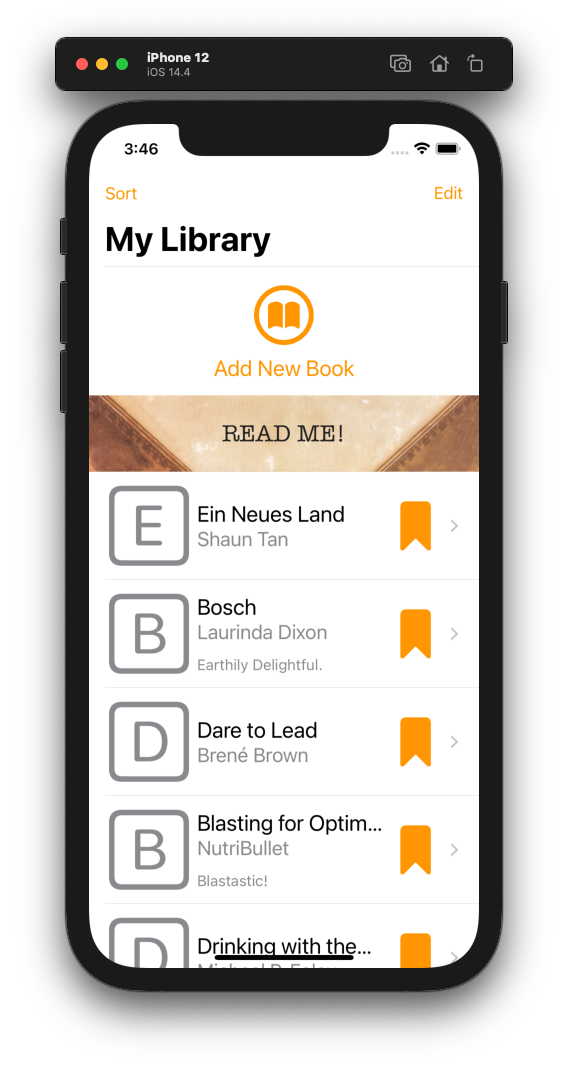 iPhone 12
iOS 14.4
3:46
Sort
Edit
My Library
Add New Book
READ ME!
E
Ein Neues Land
Shaun Tan
B
Bosch
Laurinda Dixon
Earthily Delightful.
D
Dare to Lead
Brené Brown
B
Blasting for Optim...
NutriBullet
Blastastic!
D
Drinking with the...
Michael P. Foley